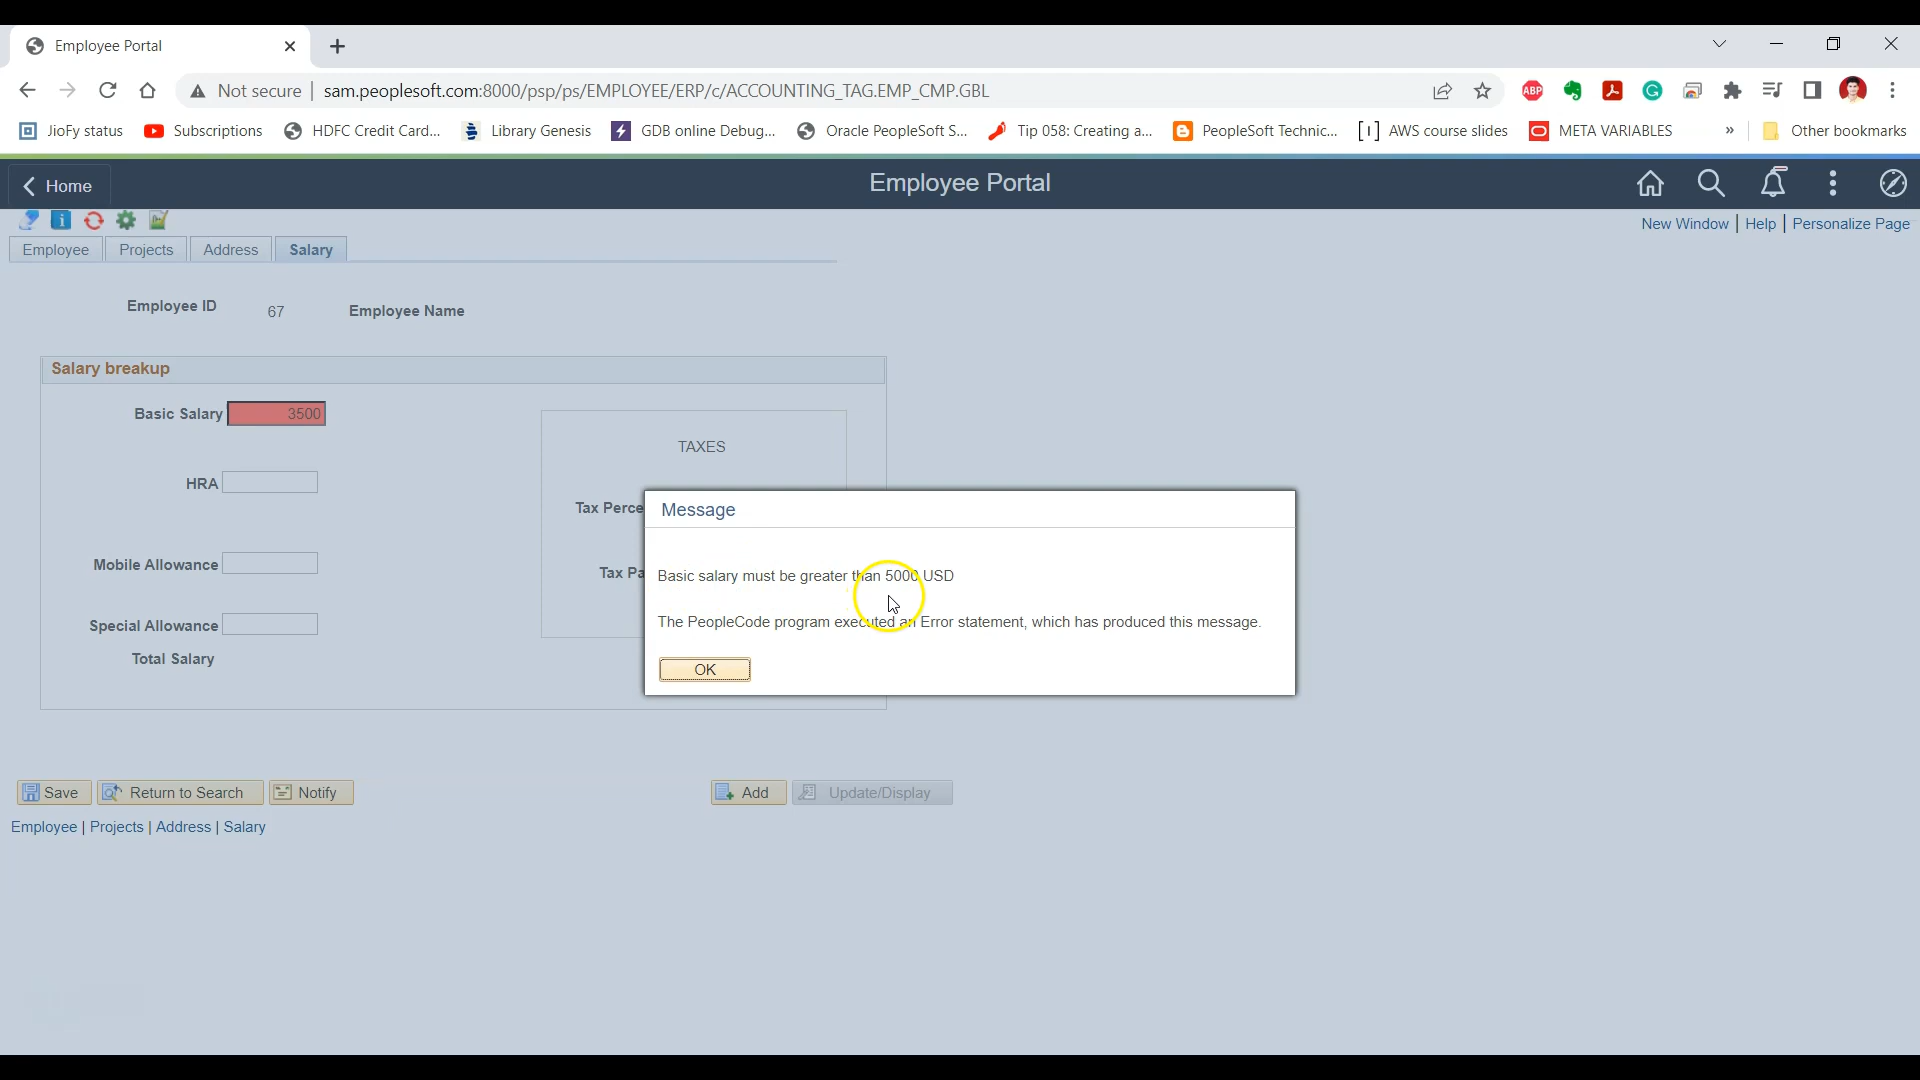 Employee Portal
Not secure | sam.peoplesoft.com:8000/psp/ps/EMPLOYEE/ERP/c/ACCOUNTING_TAG.EMP_CMP.GBL
ABP
JioFy status Subscriptions HDFC Credit Card... Library Genesis GDB online Debug... Oracle PeopleSoft S... Tip 058: Creating a... PeopleSoft Technic... AWS course slides META VARIABLES » Other bookmarks
Home Employee Portal
New Window | Help | Personalize Page
Employee Projects Address Salary
Employee ID 67 Employee Name
Salary breakup
Basic Salary 3500
TAXES
HRA
Tax Perce
Mobile Allowance
Tax Pa
Special Allowance
Total Salary
Message
Basic salary must be greater than 5000 USD
The PeopleCode program executed an Error statement, which has produced this message.
OK
Save Return to Search Notify Add Update/Display
Employee | Projects | Address | Salary